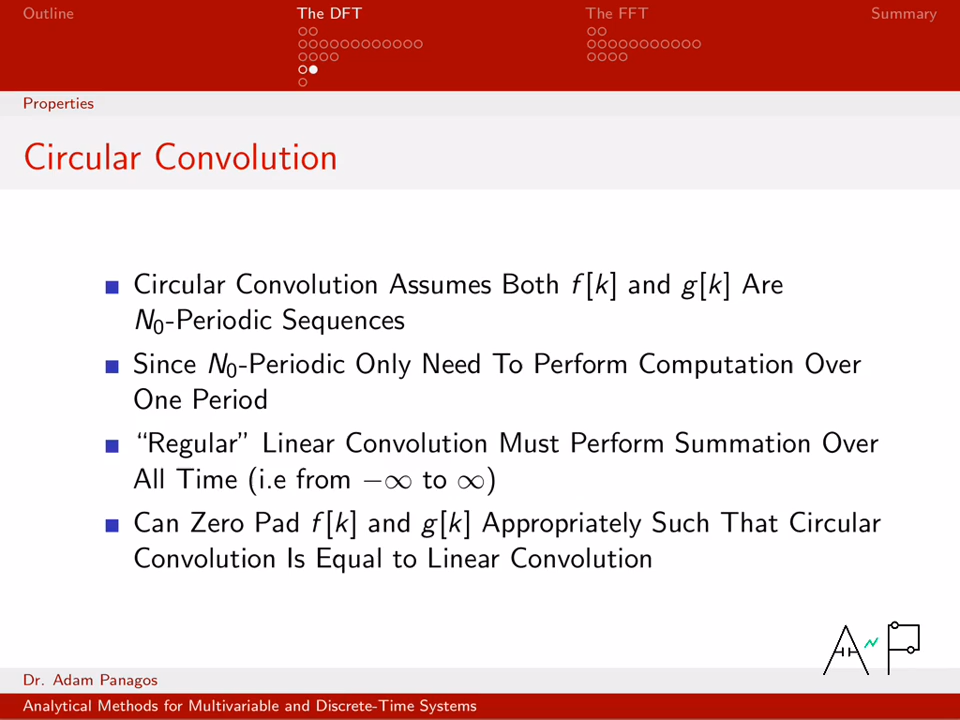 Outline The DFT The FFT Summary
Properties
Circular Convolution
Circular Convolution Assumes Both f[k] and g[k] Are
N₀-Periodic Sequences
Since N₀-Periodic Only Need To Perform Computation Over
One Period
“Regular” Linear Convolution Must Perform Summation Over
All Time (i.e from −∞ to ∞)
Can Zero Pad f[k] and g[k] Appropriately Such That Circular
Convolution Is Equal to Linear Convolution
AP
Dr. Adam Panagos
Analytical Methods for Multivariable and Discrete-Time Systems